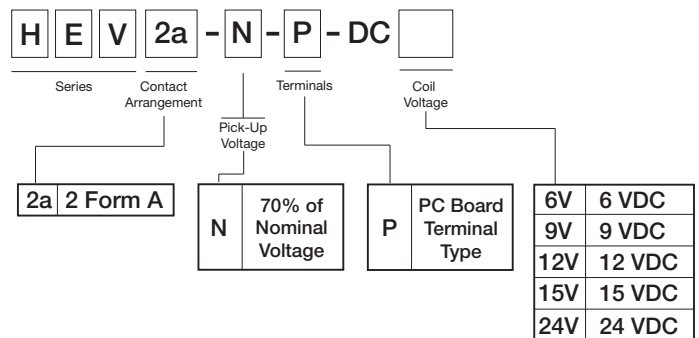 H E V 2a – N – P – DC
Series
Contact
Arrangement
Pick-Up
Voltage
Terminals
Coil
Voltage
2a 2 Form A
N 70% of
Nominal
Voltage
P PC Board
Terminal
Type
6V 6 VDC
9V 9 VDC
12V 12 VDC
15V 15 VDC
24V 24 VDC